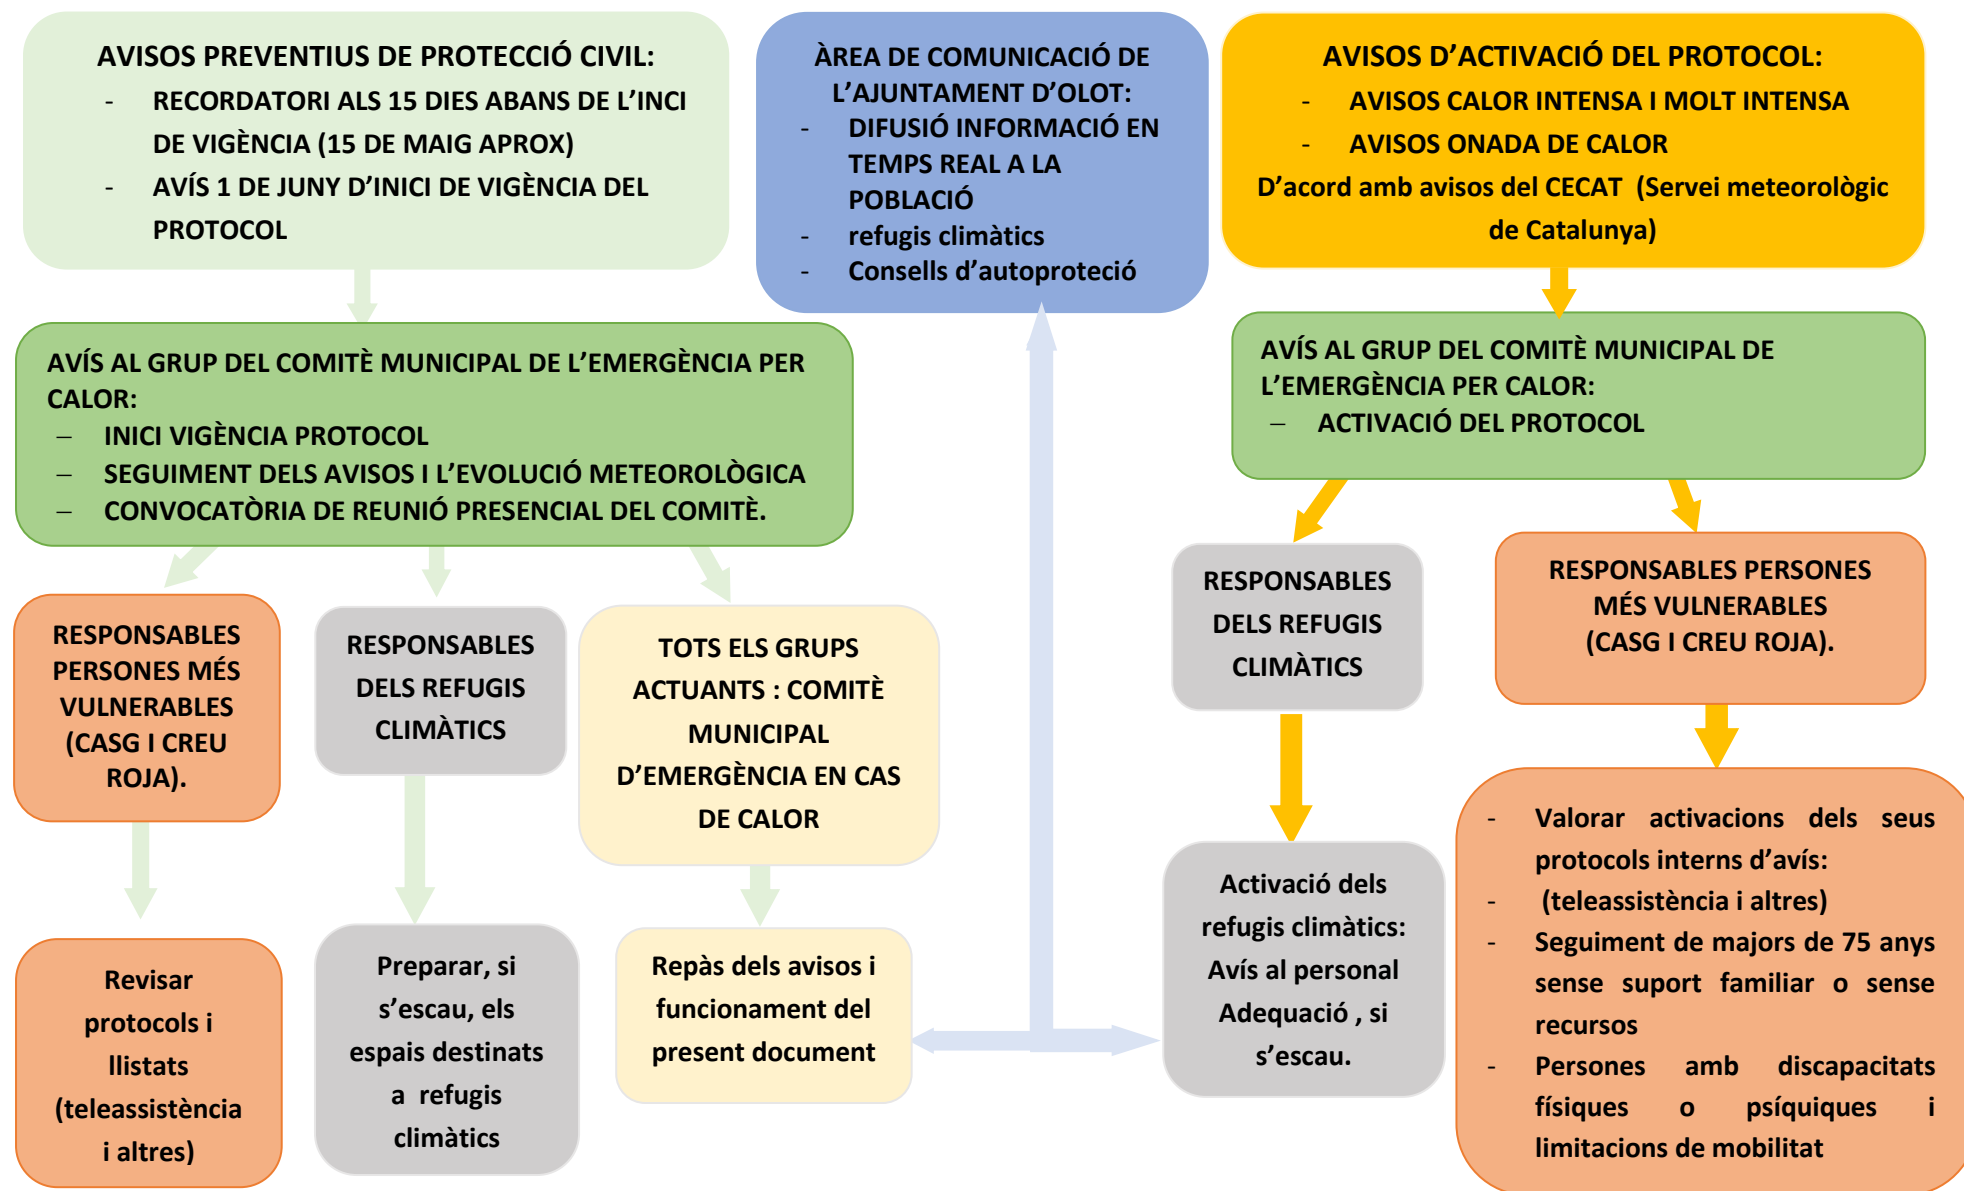 AVISOS PREVENTIUS DE PROTECCIÓ CIVIL:
- RECORDATORI ALS 15 DIES ABANS DE L’INCI
DE VIGÈNCIA (15 DE MAIG APROX)
- AVÍS 1 DE JUNY D’INICI DE VIGÈNCIA DEL
PROTOCOL
ÀREA DE COMUNICACIÓ DE
L’AJUNTAMENT D’OLOT:
- DIFUSIÓ INFORMACIÓ EN
TEMPS REAL A LA
POBLACIÓ
- refugis climàtics
- Consells d’autoproteció
AVISOS D’ACTIVACIÓ DEL PROTOCOL:
- AVISOS CALOR INTENSA I MOLT INTENSA
- AVISOS ONADA DE CALOR
D’acord amb avisos del CECAT (Servei meteorològic
de Catalunya)
AVÍS AL GRUP DEL COMITÈ MUNICIPAL DE L’EMERGÈNCIA PER
CALOR:
– INICI VIGÈNCIA PROTOCOL
– SEGUIMENT DELS AVISOS I L’EVOLUCIÓ METEOROLÒGICA
– CONVOCATÒRIA DE REUNIÓ PRESENCIAL DEL COMITÈ.
AVÍS AL GRUP DEL COMITÈ MUNICIPAL DE
L’EMERGÈNCIA PER CALOR:
– ACTIVACIÓ DEL PROTOCOL
RESPONSABLES
PERSONES MÉS
VULNERABLES
(CASG I CREU
ROJA).
RESPONSABLES
DELS REFUGIS
CLIMÀTICS
TOTS ELS GRUPS
ACTUANTS : COMITÈ
MUNICIPAL
D’EMERGÈNCIA EN CAS
DE CALOR
RESPONSABLES
DELS REFUGIS
CLIMÀTICS
RESPONSABLES PERSONES
MÉS VULNERABLES
(CASG I CREU ROJA).
Revisar
protocols i
llistats
(teleassistència
i altres)
Preparar, si
s’escau, els
espais destinats
a refugis
climàtics
Repàs dels avisos i
funcionament del
present document
Activació dels
refugis climàtics:
Avís al personal
Adequació , si
s’escau.
- Valorar activacions dels seus
protocols interns d’avís:
- (teleassistència i altres)
- Seguiment de majors de 75 anys
sense suport familiar o sense
recursos
- Persones amb discapacitats
físiques o psíquiques i
limitacions de mobilitat